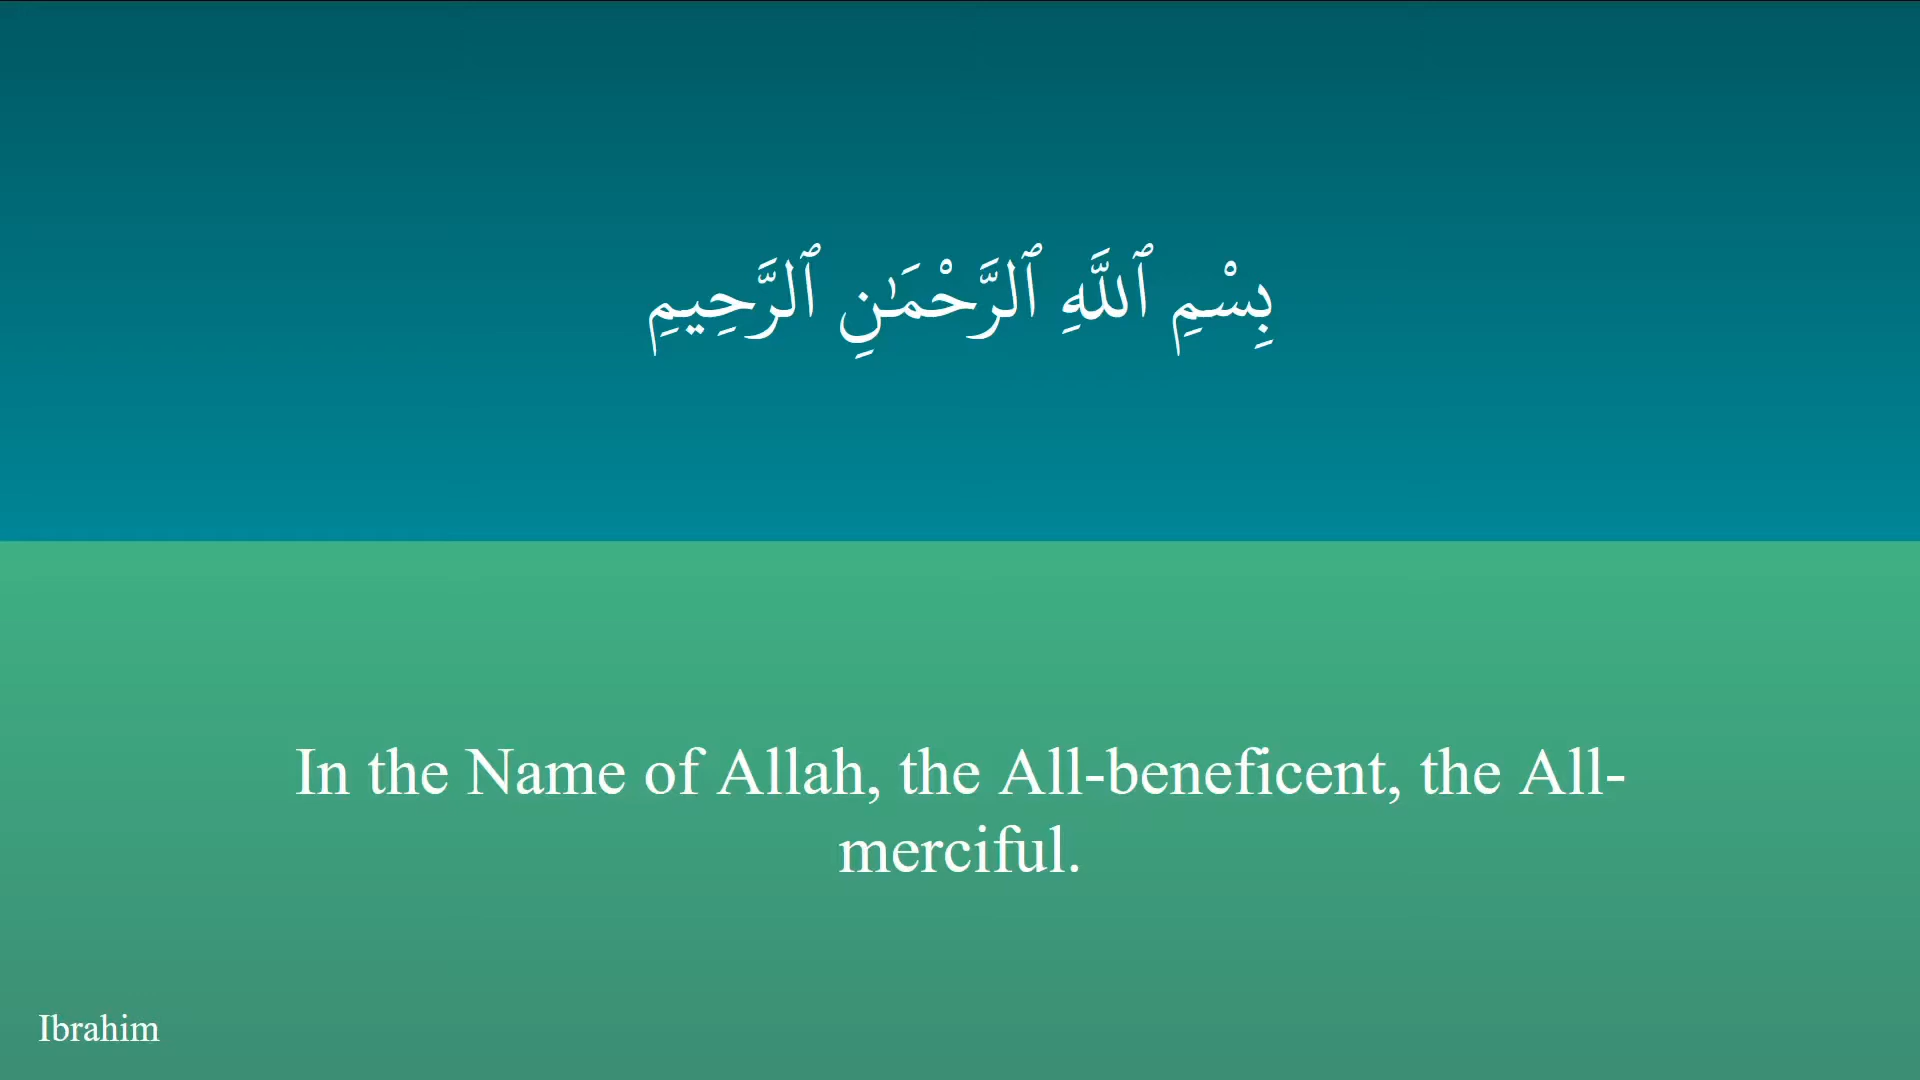 بِسْمِ ٱللَّهِ ٱلرَّحْمَـٰنِ ٱلرَّحِيمِ
In the Name of Allah, the All-beneficent, the All-
merciful.
Ibrahim